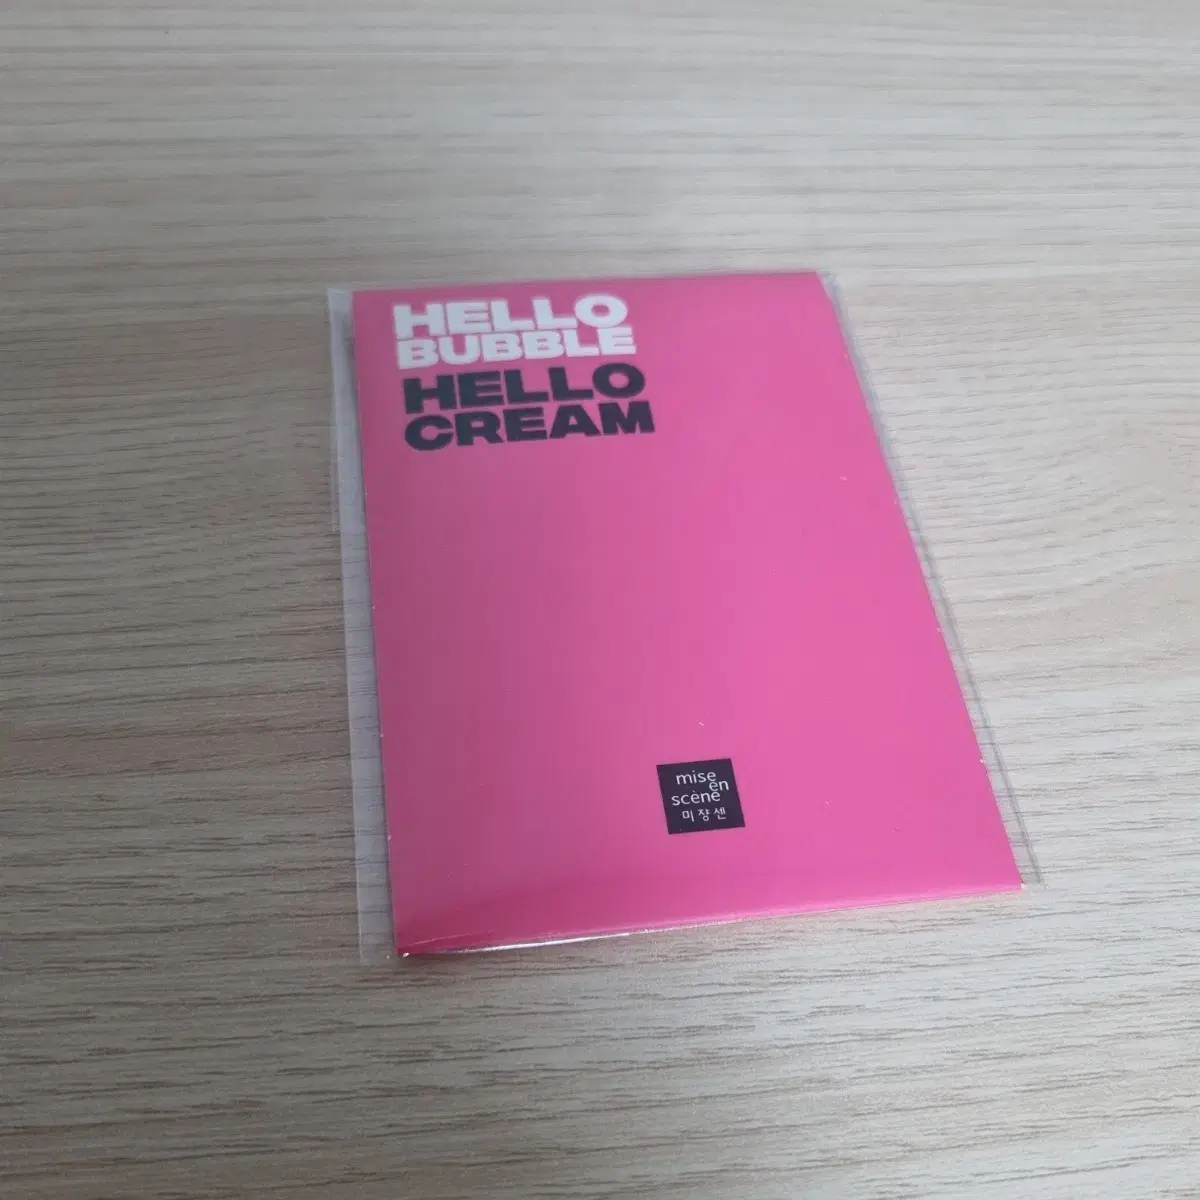 HELLO
BUBBLE
HELLO
CREAM
mise
en
scène
미쟝센